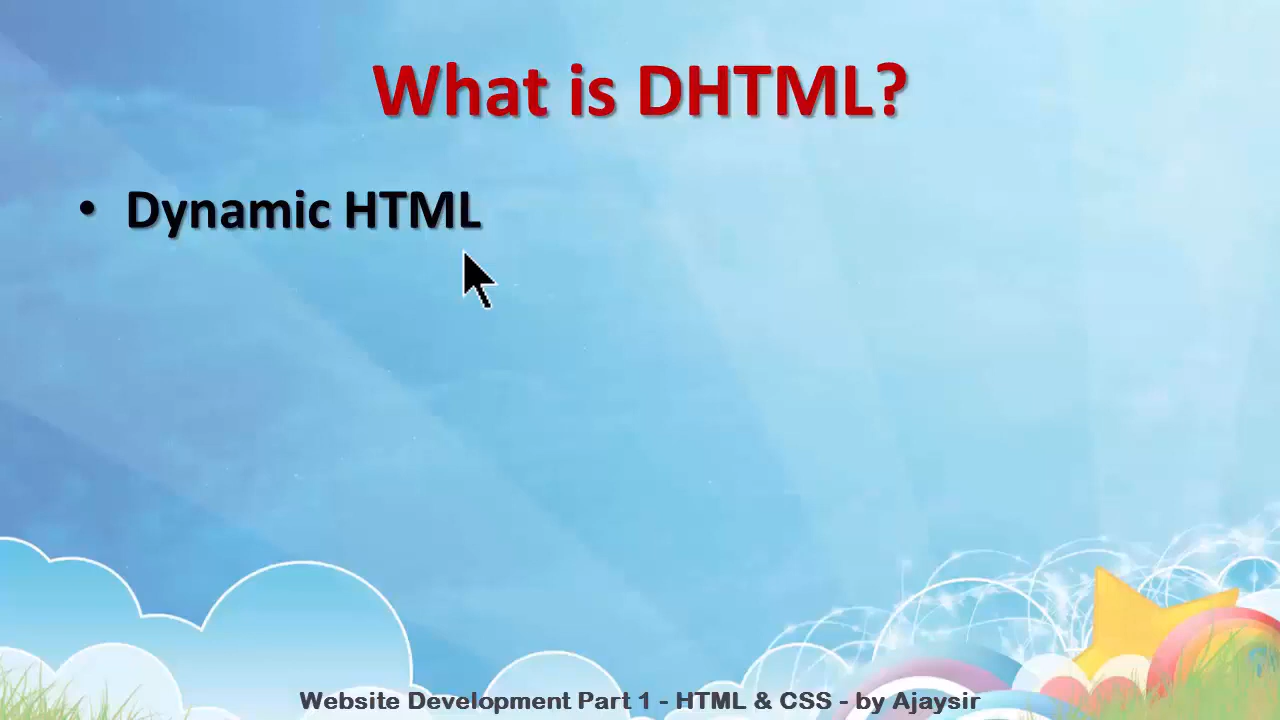 What is DHTML?
• Dynamic HTML
Website Development Part 1 - HTML & CSS - by Ajaysir